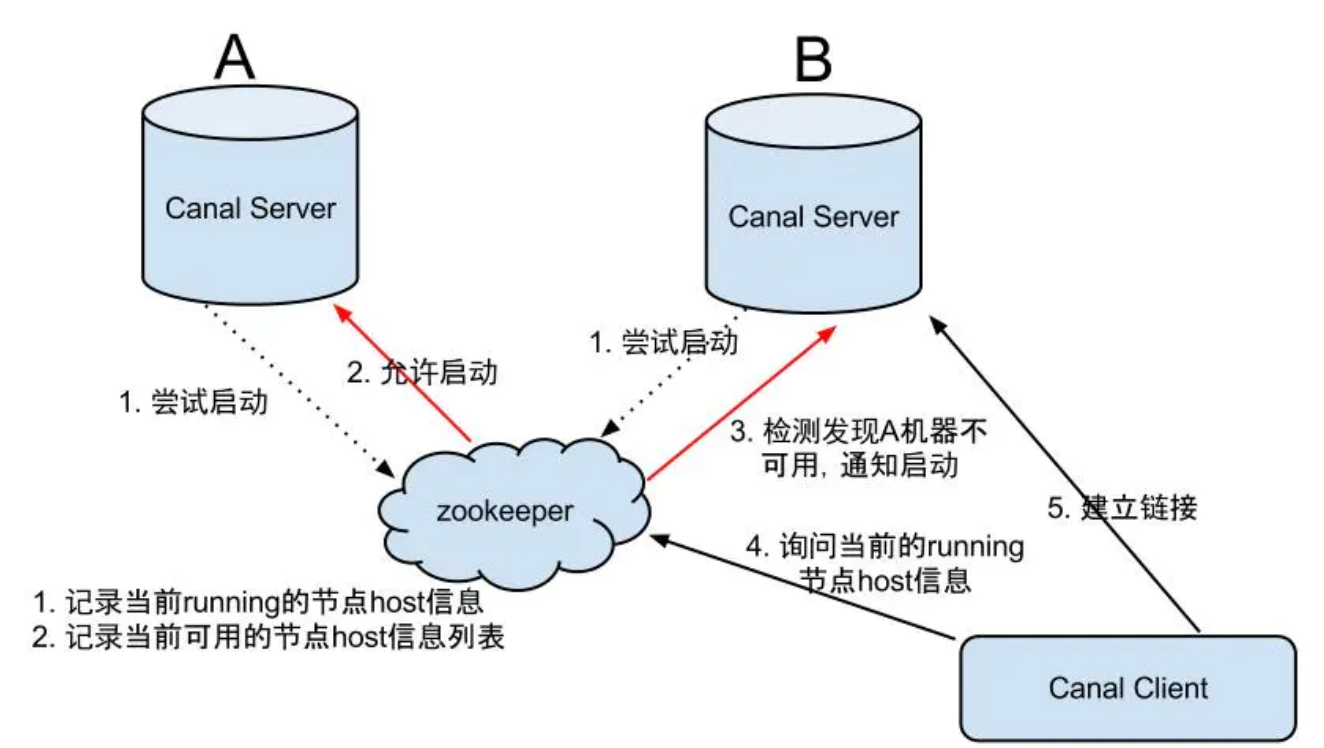 A
B
Canal Server
Canal Server
1. 尝试启动
2. 允许启动
1. 尝试启动
3. 检测发现A机器不
可用，通知启动
zookeeper
5. 建立链接
4. 询问当前的running
节点host信息
1. 记录当前running的节点host信息
2. 记录当前可用的节点host信息列表
Canal Client